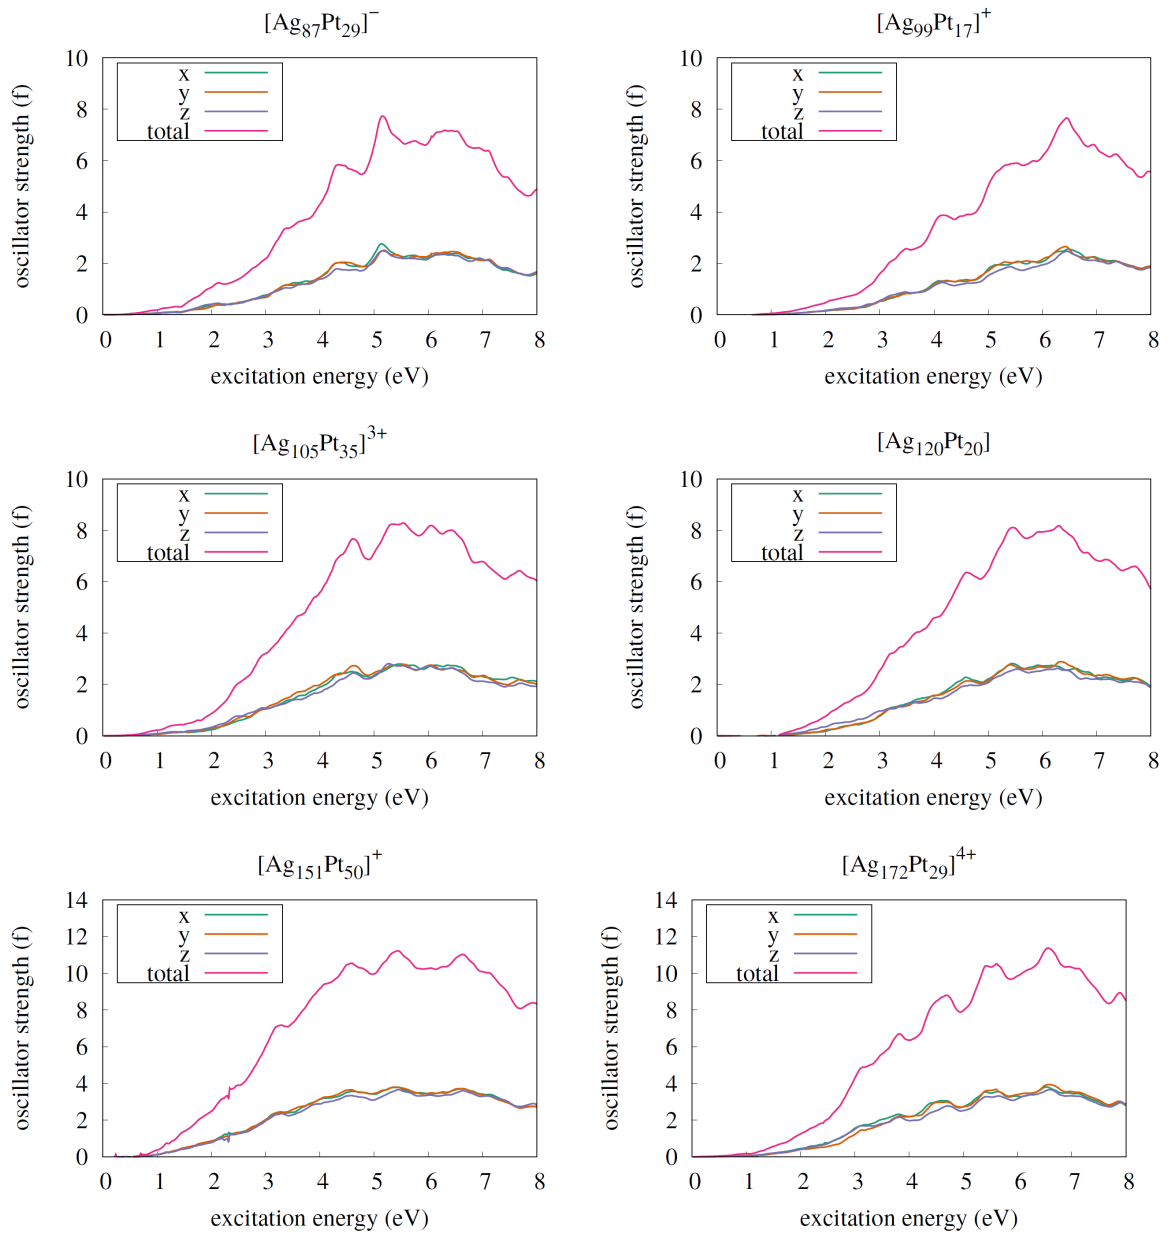 [Ag₈₇Pt₂₉]⁻
10
8
6
4
2
0
oscillator strength (f)
x
y
z
total
0 1 2 3 4 5 6 7 8
excitation energy (eV)
[Ag₉₉Pt₁₇]⁺
10
8
6
4
2
0
oscillator strength (f)
x
y
z
total
0 1 2 3 4 5 6 7 8
excitation energy (eV)
[Ag₁₀₅Pt₃₅]³⁺
10
8
6
4
2
0
oscillator strength (f)
x
y
z
total
0 1 2 3 4 5 6 7 8
excitation energy (eV)
[Ag₁₂₀Pt₂₀]
10
8
6
4
2
0
oscillator strength (f)
x
y
z
total
0 1 2 3 4 5 6 7 8
excitation energy (eV)
[Ag₁₅₁Pt₅₀]⁺
14
12
10
8
6
4
2
0
oscillator strength (f)
x
y
z
total
0 1 2 3 4 5 6 7 8
excitation energy (eV)
[Ag₁₇₂Pt₂₉]⁴⁺
14
12
10
8
6
4
2
0
oscillator strength (f)
x
y
z
total
0 1 2 3 4 5 6 7 8
excitation energy (eV)